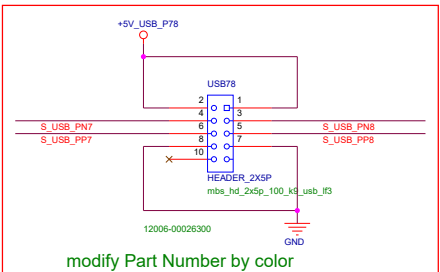 +5V_USB_P78
USB78
2 1
4 3
S_USB_PN7 6 5 S_USB_PN8
S_USB_PP7 8 7 S_USB_PP8
10
HEADER_2X5P
mbs_hd_2x5p_100_k9_usb_lf3
12006-00026300
GND
modify Part Number by color